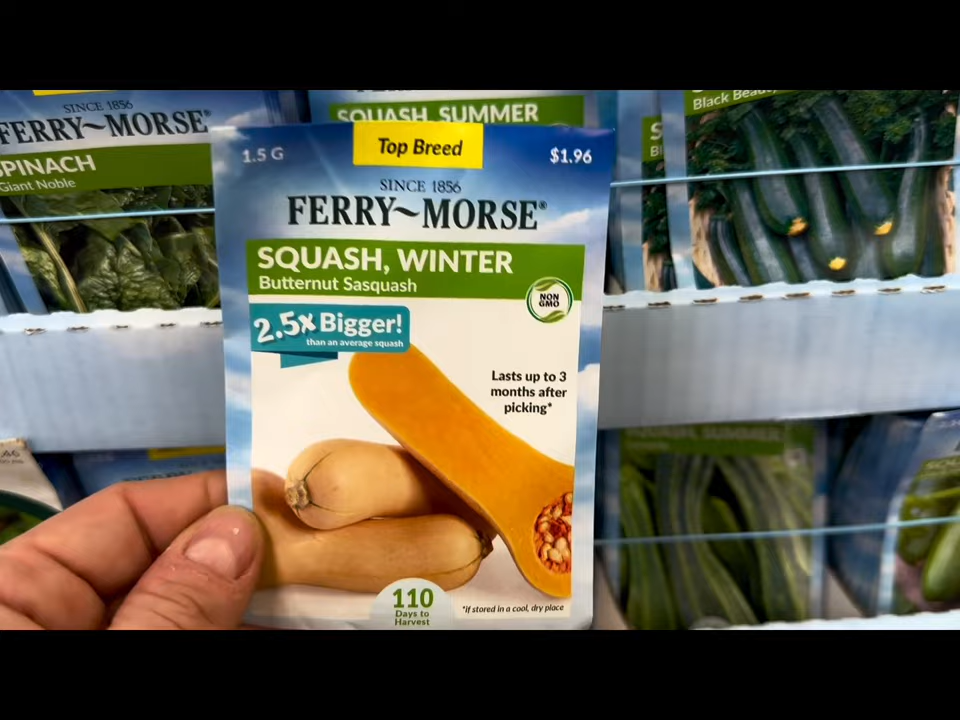 SINCE 1856
FERRY~MORSE®
SPINACH
Giant Noble
SQUASH, SUMMER
Black Beauty
1.5 G
Top Breed
$1.96
SINCE 1856
FERRY~MORSE®
SQUASH, WINTER
Butternut Sasquash
NON
GMO
2.5x Bigger!
than an average squash
Lasts up to 3
months after
picking*
110
Days to
Harvest
*If stored in a cool, dry place